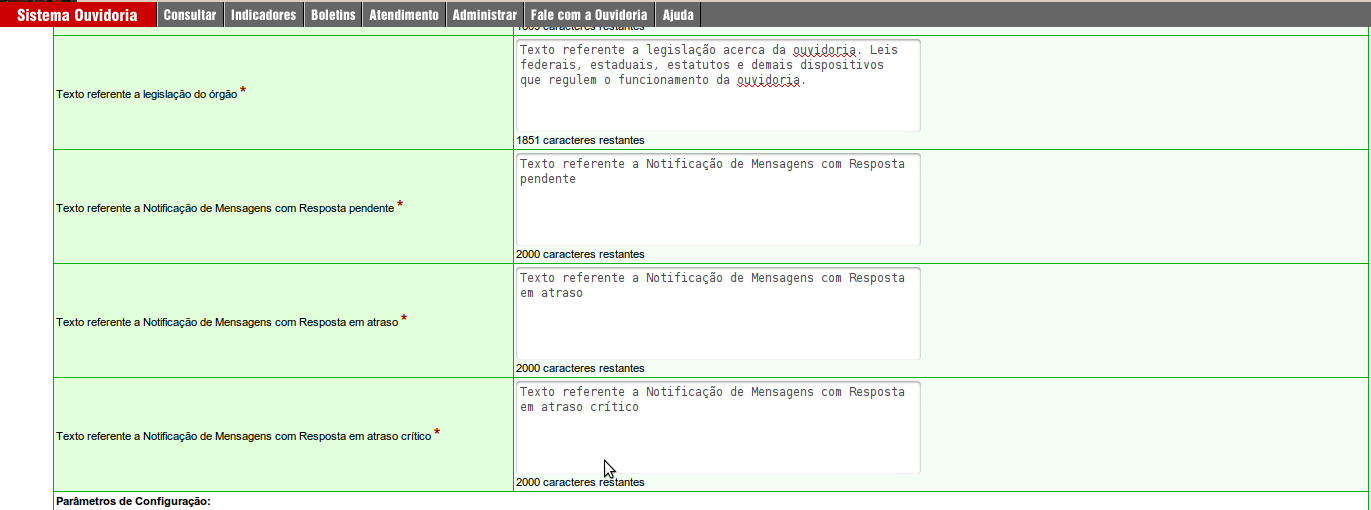 Sistema Ouvidoria Consultar Indicadores Boletins Atendimento Administrar Fale com a Ouvidoria Ajuda
caracteres restantes
Texto referente a legislação do órgão *
Texto referente a legislação acerca da ouvidoria. Leis
federais, estaduais, estatutos e demais dispositivos
que regulem o funcionamento da ouvidoria.
1851 caracteres restantes
Texto referente a Notificação de Mensagens com Resposta pendente *
Texto referente a Notificação de Mensagens com Resposta
pendente
2000 caracteres restantes
Texto referente a Notificação de Mensagens com Resposta em atraso *
Texto referente a Notificação de Mensagens com Resposta
em atraso
2000 caracteres restantes
Texto referente a Notificação de Mensagens com Resposta em atraso crítico *
Texto referente a Notificação de Mensagens com Resposta
em atraso crítico
2000 caracteres restantes
Parâmetros de Configuração: